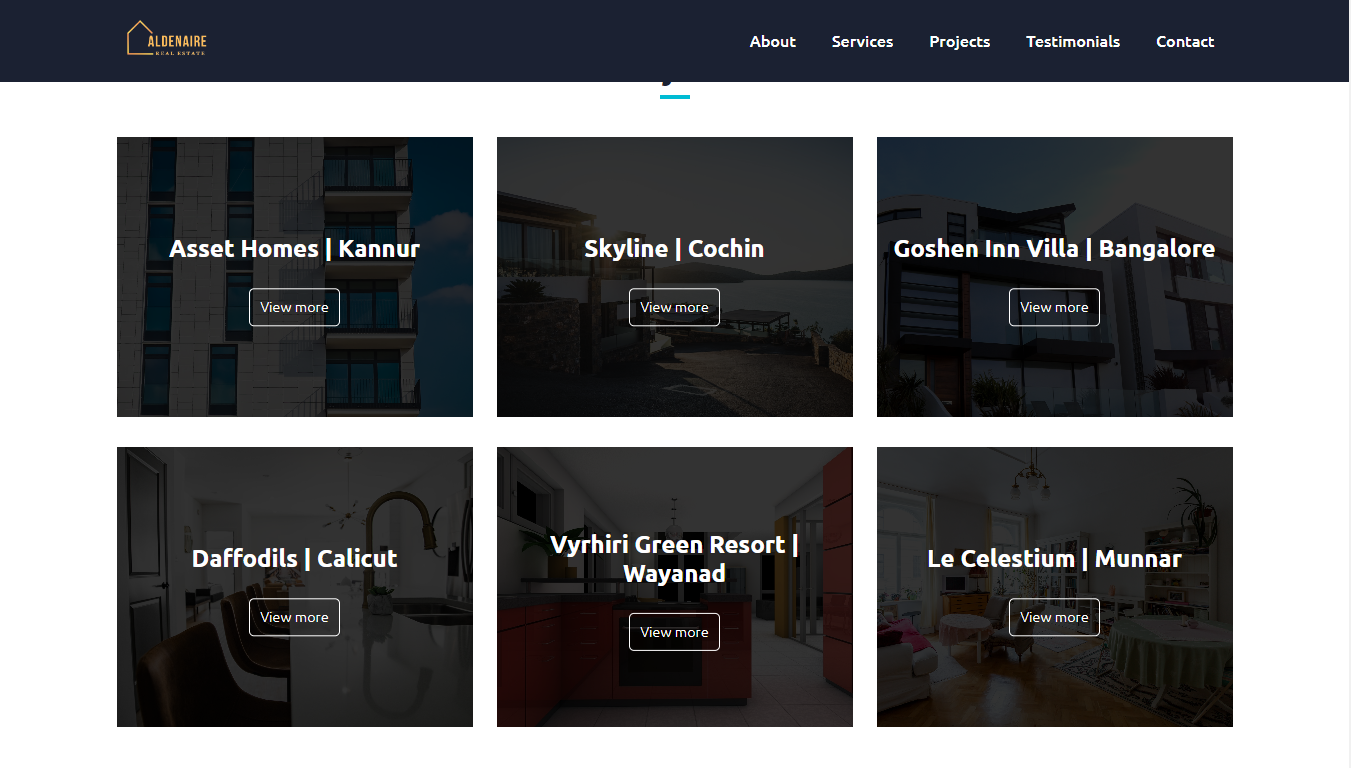 ALDENAIRE
REAL ESTATE
About
Services
Projects
Testimonials
Contact
Asset Homes | Kannur
View more
Skyline | Cochin
View more
Goshen Inn Villa | Bangalore
View more
Daffodils | Calicut
View more
Vyrhiri Green Resort |
Wayanad
View more
Le Celestium | Munnar
View more